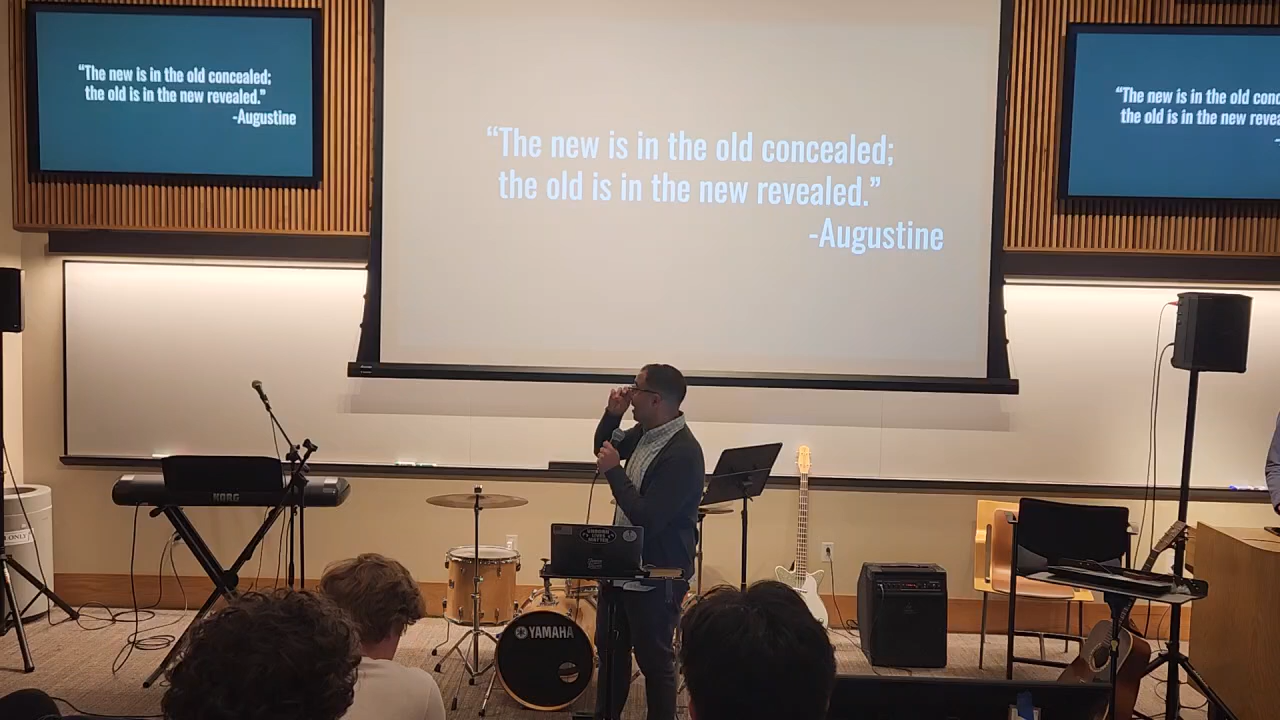 “The new is in the old concealed;
the old is in the new revealed.”
-Augustine
“The new is in the old concealed;
the old is in the new revealed.”
-Augustine
“The new is in the old
the old is in the new
KORG
YAMAHA
ONLY